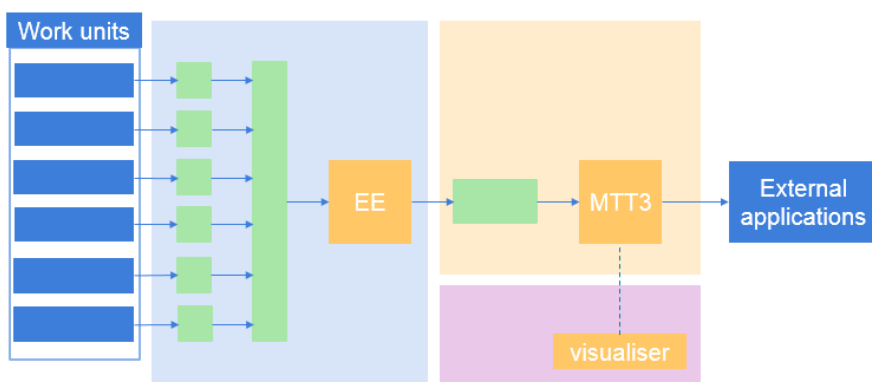 Work units
EE
MTT3
External
applications
visualiser